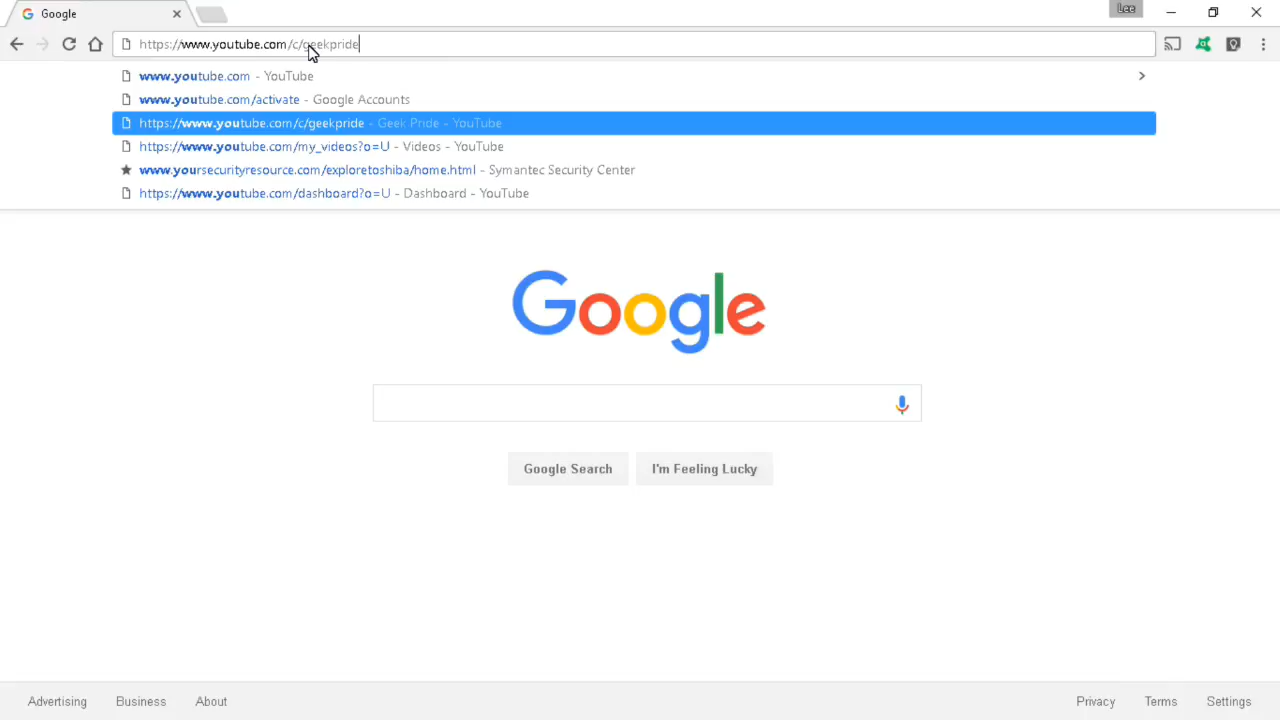 Google
Lee
https://www.youtube.com/c/geekpride
www.youtube.com - YouTube
www.youtube.com/activate - Google Accounts
https://www.youtube.com/c/geekpride - Geek Pride - YouTube
https://www.youtube.com/my_videos?o=U - Videos - YouTube
www.yoursecurityresource.com/exploretoshiba/home.html - Symantec Security Center
https://www.youtube.com/dashboard?o=U - Dashboard - YouTube
Google
Google Search
I'm Feeling Lucky
Advertising Business About Privacy Terms Settings